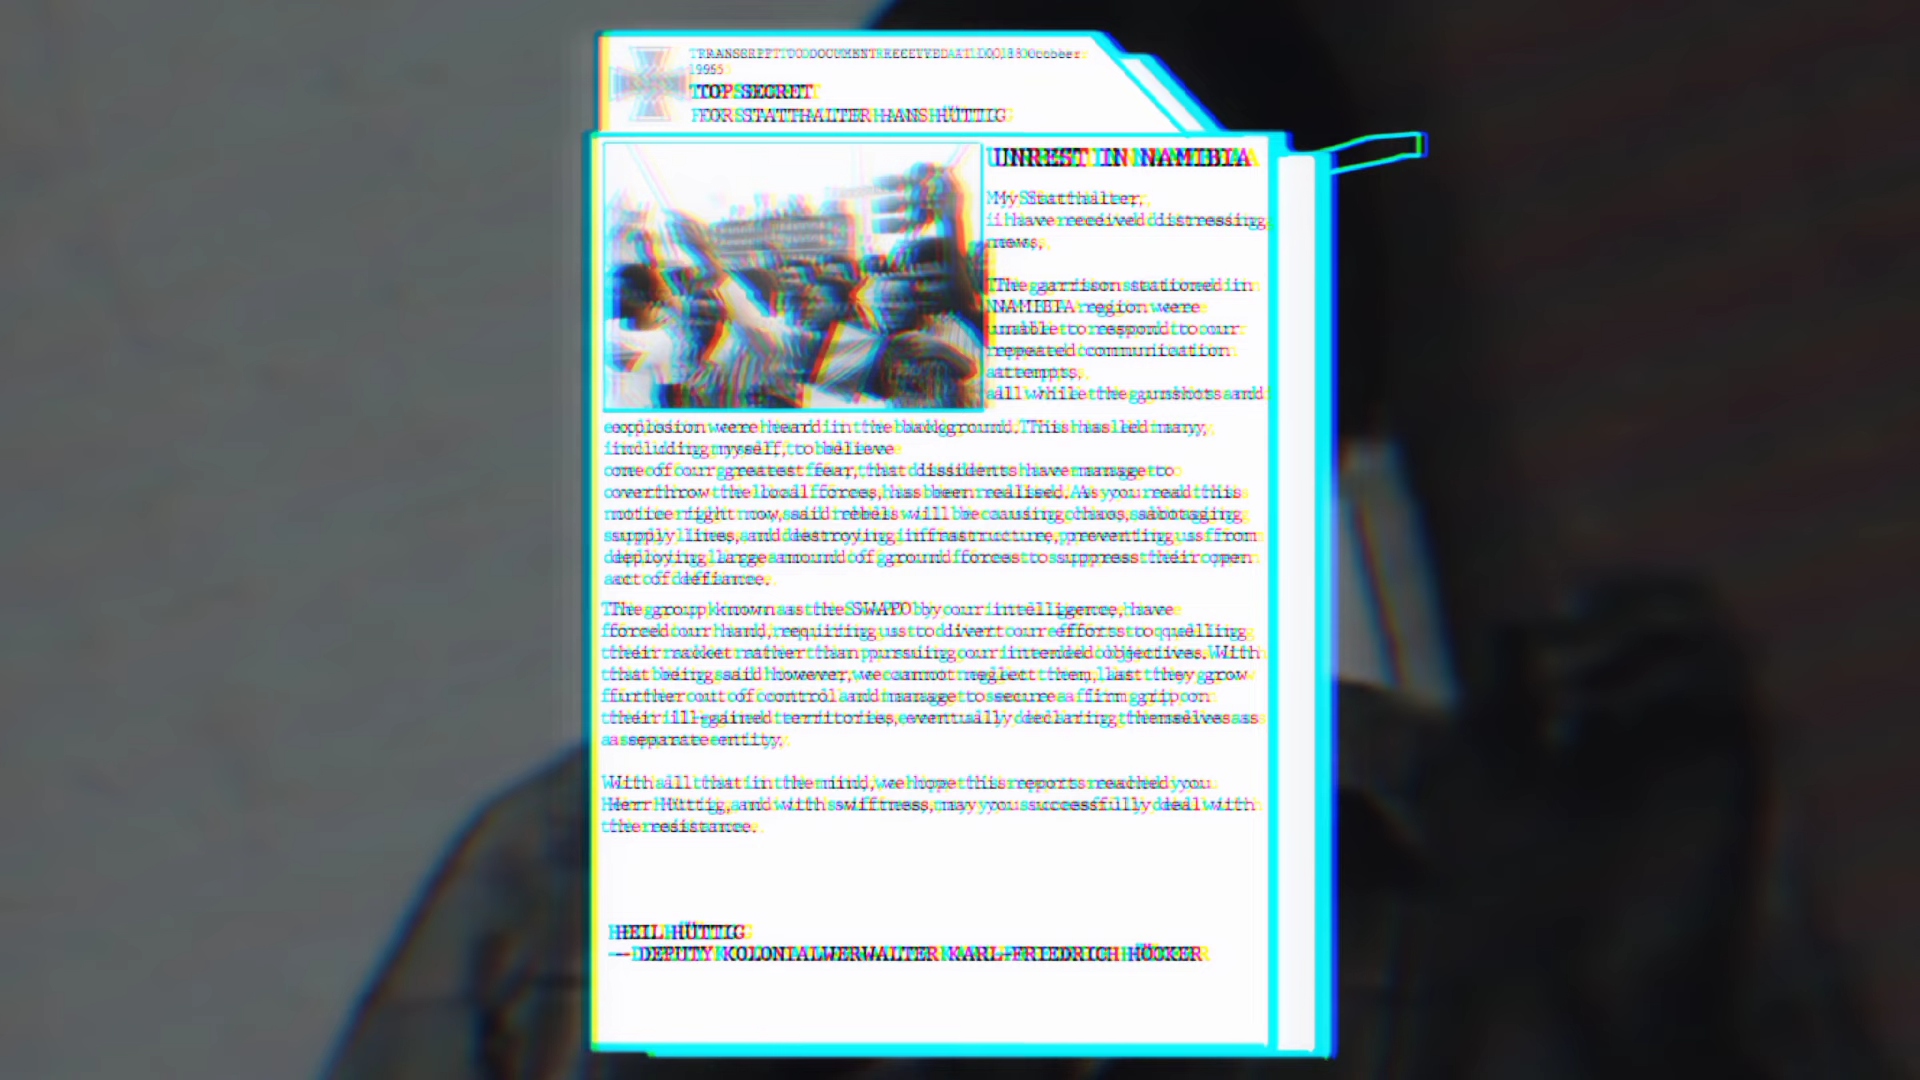 TRANSCRIPT TO DOCUMENT RECEIVED AT 1D00, 18 October
1955
TOP SECRET
FOR STATTHALTER HANS HÜTTIG
UNREST IN NAMIBIA
My Statthalter,
i have received distressing
news,
The garrison stationed in
NAMIBIA region were
unable to respond to our
repeated communication
attempts,
all while the gunshots and
explosion were heard in the background. This has led many,
including myself, to believe
one of our greatest fear, that dissidents have manage to
overthrow the local forces, has been realised. As you read this
notice right now, said rebels will be causing chaos, sabotaging
supply lines, and destroying infrastructure, preventing us from
deploying large amound of ground forces to suppress their open
act of defiance.
The group known as the SWAPO by our intelligence, have
forced our hand, requiring us to divert our efforts to quelling
their racket rather than pursuing our intended objectives. With
that being said however, we cannot neglect them, last they grow
further out of control and manage to secure a firm grip on
their ill-gained territories, eventually declaring themselves as
a separate entity.
With all that in the mind, we hope this reports reached you
Herr Hüttig, and with swiftness, may you successfully deal with
the resistance.
HEIL HÜTTIG
— DEPUTY KOLONIALVERWALTER KARL-FRIEDRICH HÖCKER